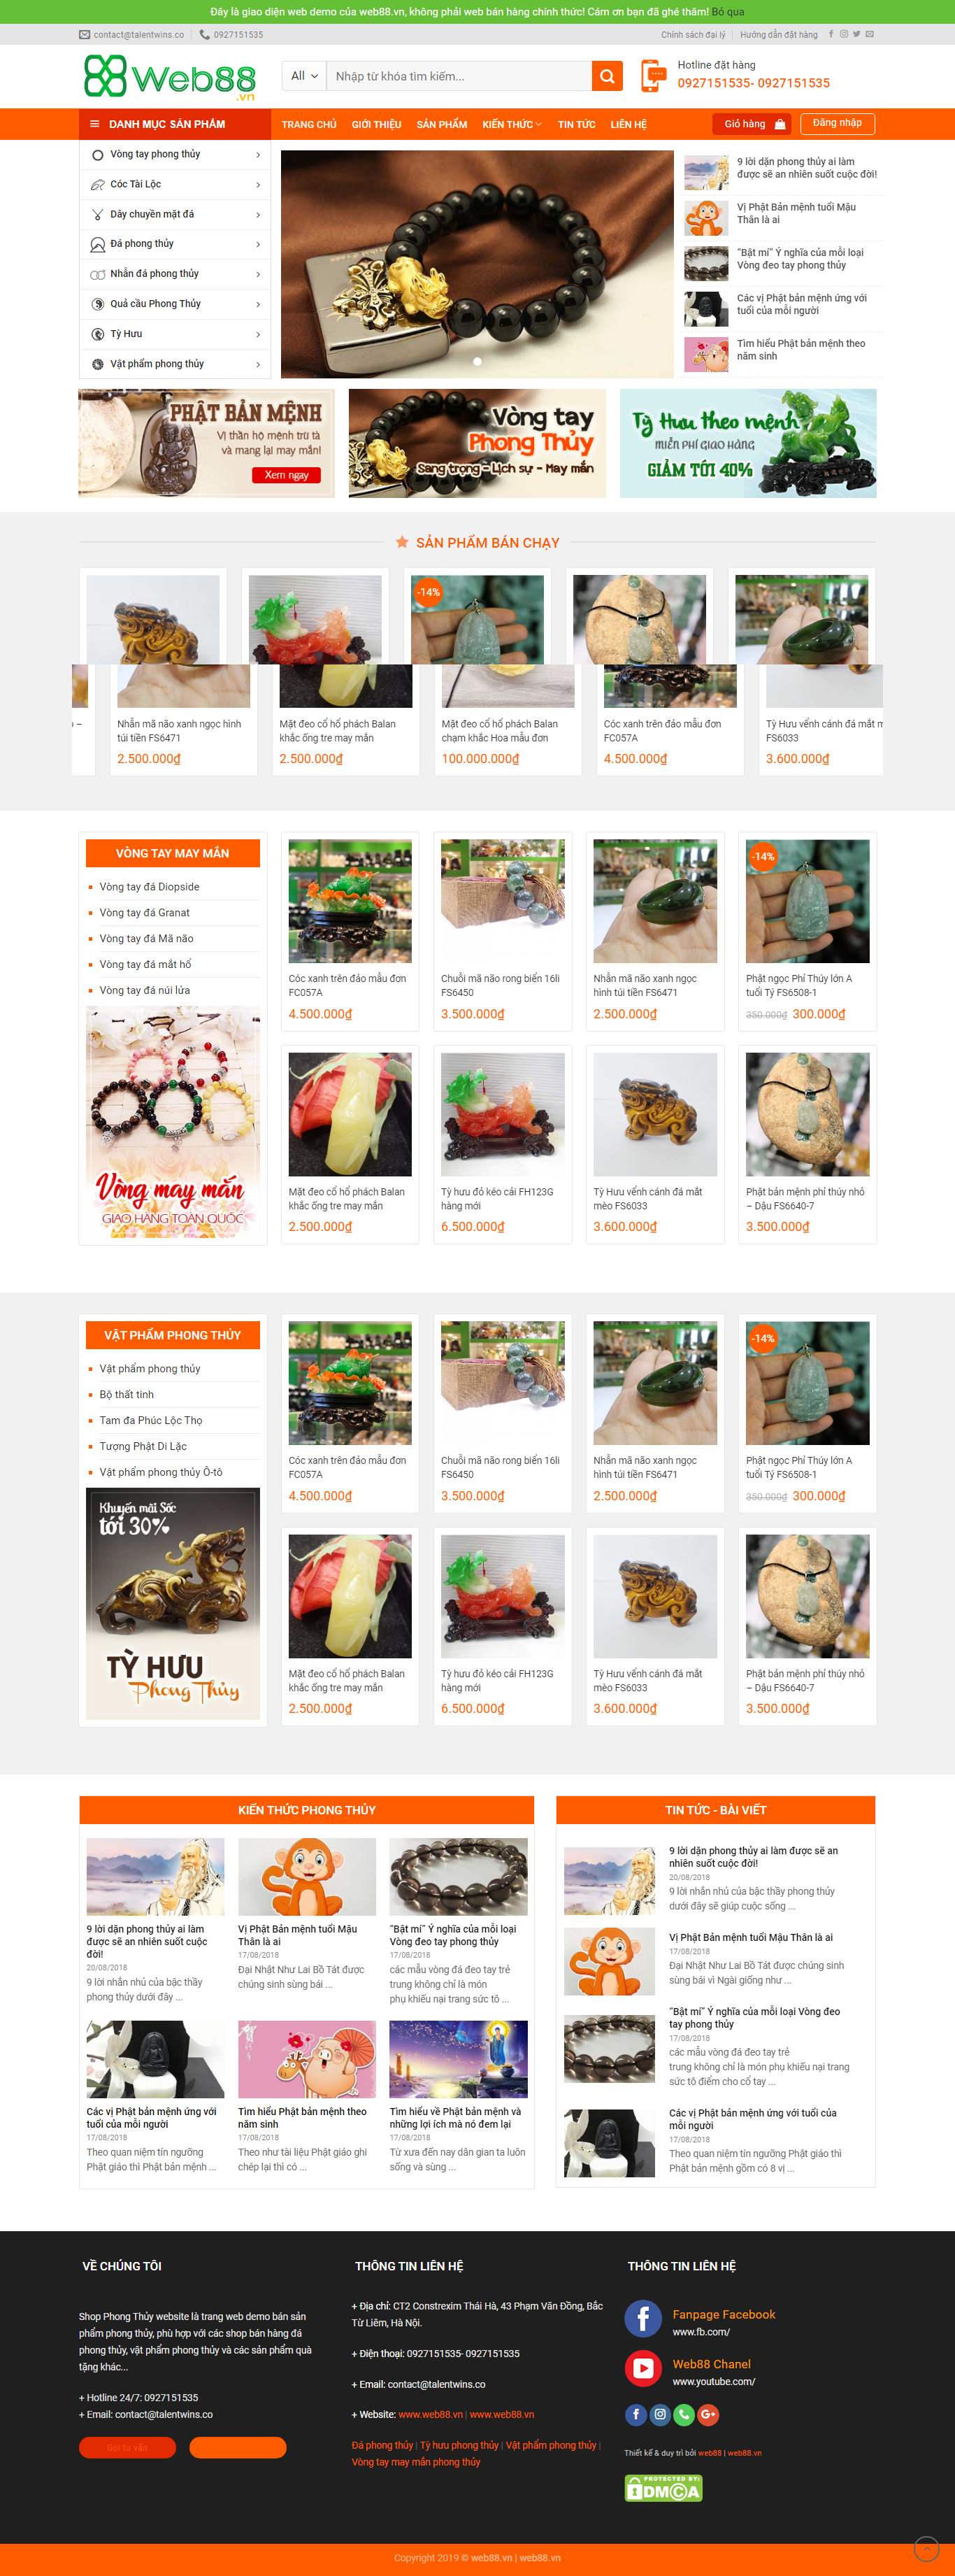 Đây là giao diện web demo của web88.vn, không phải web bán hàng chính thức! Cám ơn bạn đã ghé thăm! Bỏ qua
contact@talentwins.co
0927151535
Chính sách đại lý
Hướng dẫn đặt hàng
Web88
.vn
All
Nhập từ khóa tìm kiếm...
Hotline đặt hàng
0927151535- 0927151535
DANH MỤC SẢN PHẨM
TRANG CHỦ
GIỚI THIỆU
SẢN PHẨM
KIẾN THỨC
TIN TỨC
LIÊN HỆ
Giỏ hàng
Đăng nhập
Vòng tay phong thủy
Cóc Tài Lộc
Dây chuyền mặt đá
Đá phong thủy
Nhẫn đá phong thủy
Quả cầu Phong Thủy
Tỳ Hưu
Vật phẩm phong thủy
9 lời dặn phong thủy ai làm
được sẽ an nhiên suốt cuộc đời!
Vị Phật Bản mệnh tuổi Mậu
Thân là ai
"Bật mí" Ý nghĩa của mỗi loại
Vòng đeo tay phong thủy
Các vị Phật bản mệnh ứng với
tuổi của mỗi người
Tìm hiểu Phật bản mệnh theo
năm sinh
PHẬT BẢN MỆNH
Vị thần hộ mệnh trừ tà
và mang lại may mắn!
Xem ngay
Vòng tay
Phong Thủy
Sang trọng - Lịch sự - May mắn
Tỳ Hưu theo mệnh
MIỄN PHÍ GIAO HÀNG
GIẢM TỚI 40%
SẢN PHẨM BÁN CHẠY
-14%
Nhẫn mã não xanh ngọc hình
túi tiền FS6471
2.500.000₫
Mặt đeo cổ hổ phách Balan
khắc ống tre may mắn
2.500.000₫
Mặt đeo cổ hổ phách Balan
chạm khắc Hoa mẫu đơn
100.000.000₫
Cóc xanh trên đảo mẫu đơn
FC057A
4.500.000₫
Tỳ Hưu vểnh cánh đá mắt m
FS6033
3.600.000₫
VÒNG TAY MAY MẮN
Vòng tay đá Diopside
Vòng tay đá Granat
Vòng tay đá Mã não
Vòng tay đá mắt hổ
Vòng tay đá núi lửa
Vòng may mắn
GIAO HÀNG TOÀN QUỐC
Cóc xanh trên đảo mẫu đơn
FC057A
4.500.000₫
Chuỗi mã não rong biển 16li
FS6450
3.500.000₫
Nhẫn mã não xanh ngọc
hình túi tiền FS6471
2.500.000₫
-14%
Phật ngọc Phỉ Thúy lớn A
tuổi Tý FS6508-1
350.000₫ 300.000₫
Mặt đeo cổ hổ phách Balan
khắc ống tre may mắn
2.500.000₫
Tỳ hưu đỏ kéo cải FH123G
hàng mới
6.500.000₫
Tỳ Hưu vểnh cánh đá mắt
mèo FS6033
3.600.000₫
Phật bản mệnh phỉ thúy nhỏ
– Dậu FS6640-7
3.500.000₫
VẬT PHẨM PHONG THỦY
Vật phẩm phong thủy
Bộ thất tinh
Tam đa Phúc Lộc Thọ
Tượng Phật Di Lặc
Vật phẩm phong thủy Ô-tô
Khuyến mãi Sốc
tới 30%
TỲ HƯU
Phong Thủy
Cóc xanh trên đảo mẫu đơn
FC057A
4.500.000₫
Chuỗi mã não rong biển 16li
FS6450
3.500.000₫
Nhẫn mã não xanh ngọc
hình túi tiền FS6471
2.500.000₫
-14%
Phật ngọc Phỉ Thúy lớn A
tuổi Tý FS6508-1
350.000₫ 300.000₫
Mặt đeo cổ hổ phách Balan
khắc ống tre may mắn
2.500.000₫
Tỳ hưu đỏ kéo cải FH123G
hàng mới
6.500.000₫
Tỳ Hưu vểnh cánh đá mắt
mèo FS6033
3.600.000₫
Phật bản mệnh phỉ thúy nhỏ
– Dậu FS6640-7
3.500.000₫
KIẾN THỨC PHONG THỦY
9 lời dặn phong thủy ai làm
được sẽ an nhiên suốt cuộc
đời!
20/08/2018
9 lời nhắn nhủ của bậc thầy
phong thủy dưới đây ...
Vị Phật Bản mệnh tuổi Mậu
Thân là ai
17/08/2018
Đại Nhật Như Lai Bồ Tát được
chúng sinh sùng bái ...
"Bật mí" Ý nghĩa của mỗi loại
Vòng đeo tay phong thủy
17/08/2018
các mẫu vòng đá đeo tay trẻ
trung không chỉ là món
phụ kiếu nại trang sức tô ...
Các vị Phật bản mệnh ứng với
tuổi của mỗi người
17/08/2018
Theo quan niệm tín ngưỡng
Phật giáo thì Phật bản mệnh ...
Tìm hiểu Phật bản mệnh theo
năm sinh
17/08/2018
Theo như tài liệu Phật giáo ghi
chép lại thì có ...
Tìm hiểu về Phật bản mệnh và
những lợi ích mà nó đem lại
17/08/2018
Từ xưa đến nay dân gian ta luôn
sống và sùng ...
TIN TỨC - BÀI VIẾT
9 lời dặn phong thủy ai làm được sẽ an
nhiên suốt cuộc đời!
20/08/2018
9 lời nhắn nhủ của bậc thầy phong thủy
dưới đây sẽ giúp cuộc sống ...
Vị Phật Bản mệnh tuổi Mậu Thân là ai
17/08/2018
Đại Nhật Như Lai Bồ Tát được chúng sinh
sùng bái vì Ngài giống như ...
"Bật mí" Ý nghĩa của mỗi loại Vòng đeo
tay phong thủy
17/08/2018
các mẫu vòng đá đeo tay trẻ
trung không chỉ là món phụ kiếu nại trang
sức tô điểm cho cổ tay ...
Các vị Phật bản mệnh ứng với tuổi của
mỗi người
17/08/2018
Theo quan niệm tín ngưỡng Phật giáo thì
Phật bản mệnh gồm có 8 vị ...
VỀ CHÚNG TÔI
Shop Phong Thủy website là trang web demo bán sản
phẩm phong thủy, phù hợp với các shop bán hàng đá
phong thủy, vật phẩm phong thủy và các sản phẩm quà
tặng khác...
+ Hotline 24/7: 0927151535
+ Email: contact@talentwins.co
Gọi tư vấn
THÔNG TIN LIÊN HỆ
+ Địa chỉ: CT2 Constrexim Thái Hà, 43 Phạm Văn Đồng, Bắc
Từ Liêm, Hà Nội.
+ Điện thoại: 0927151535- 0927151535
+ Email: contact@talentwins.co
+ Website: www.web88.vn | www.web88.vn
Đá phong thủy | Tỳ hưu phong thủy | Vật phẩm phong thủy |
Vòng tay may mắn phong thủy
THÔNG TIN LIÊN HỆ
Fanpage Facebook
www.fb.com/
Web88 Chanel
www.youtube.com/
Thiết kế & duy trì bởi web88 | web88.vn
PROTECTED BY:
DMCA
Copyright 2019 © web88.vn | web88.vn